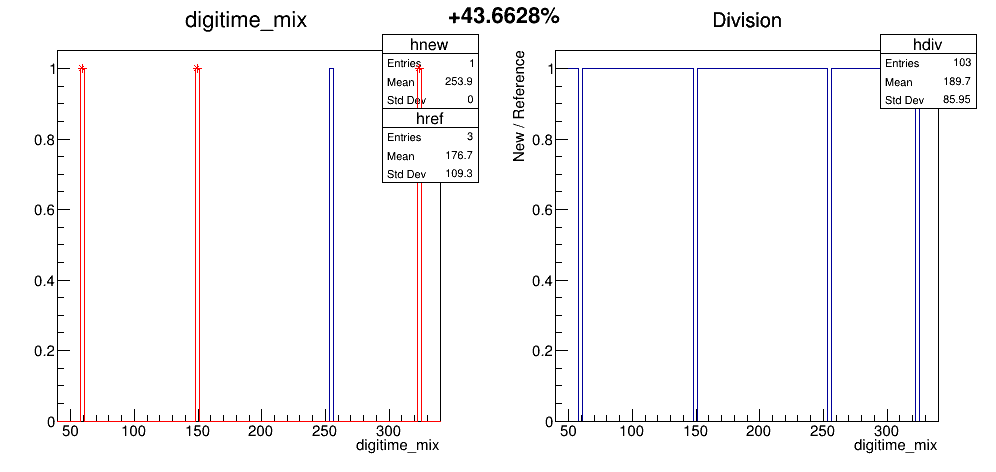 digitime_mix
+43.6628%
Division
hnew
Entries 1
Mean 253.9
Std Dev 0
href
Entries 3
Mean 176.7
Std Dev 109.3
1
0.8
0.6
0.4
0.2
0
50 100 150 200 250 300
digitime_mix
New / Reference
hdiv
Entries 103
Mean 189.7
Std Dev 85.95
1
0.8
0.6
0.4
0.2
0
50 100 150 200 250 300
digitime_mix